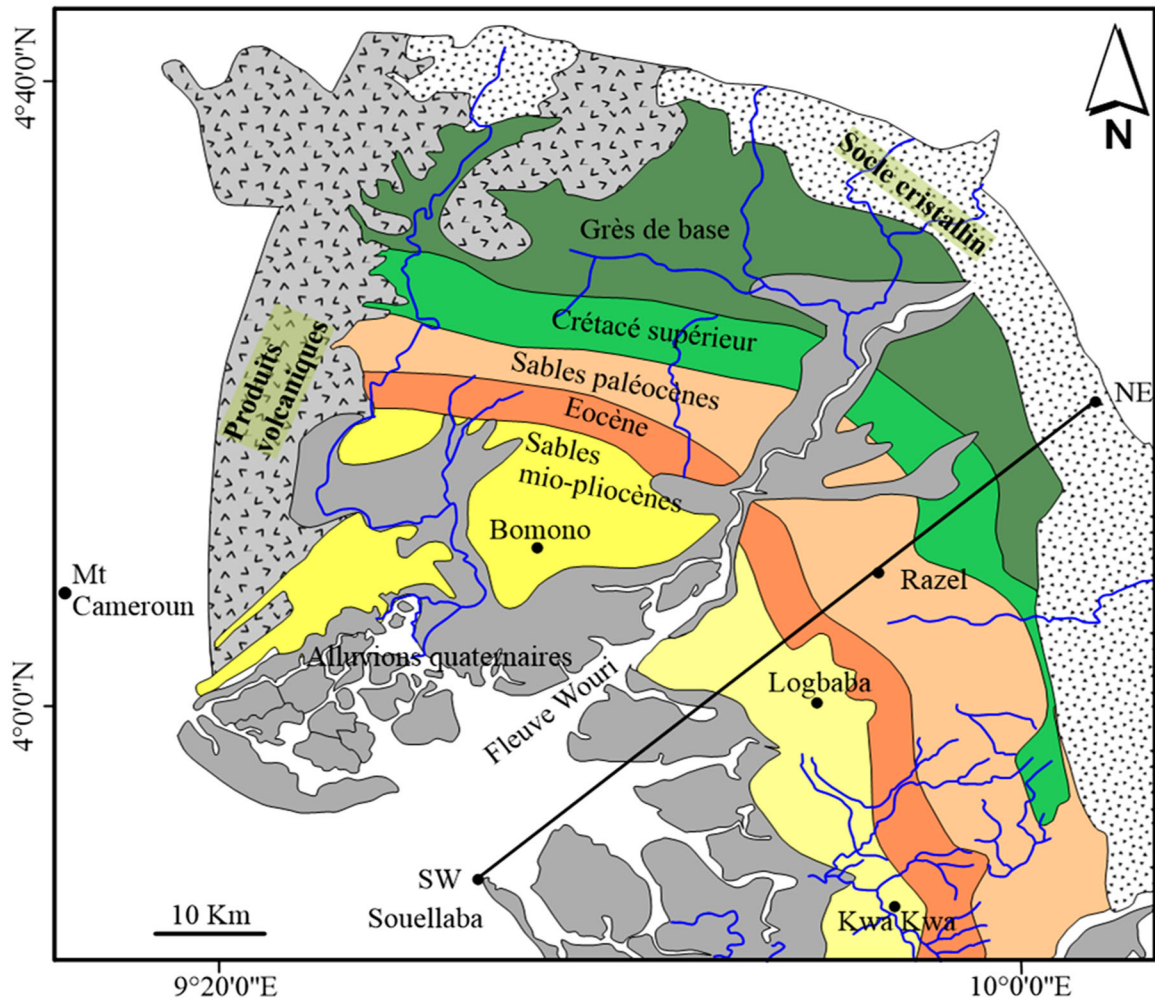 4°40'0"N
N
Socle cristallin
Grès de base
Crétacé supérieur
Produits
volcaniques
Sables paléocènes
NE
Eocène
Sables
mio-pliocènes
Bomono
Mt
Cameroun
Razel
Alluvions quaternaires
Logbaba
4°0'0"N
Fleuve Wouri
SW
Souellaba
Kwa Kwa
10 Km
9°20'0"E
10°0'0"E